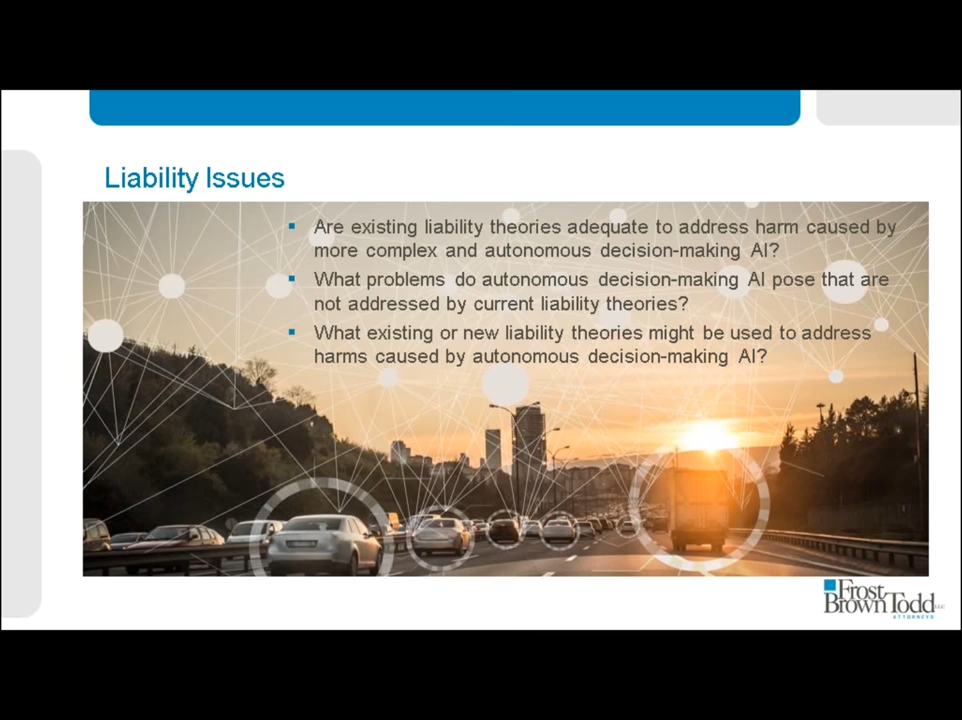 Liability Issues
▪ Are existing liability theories adequate to address harm caused by
more complex and autonomous decision-making AI?
▪ What problems do autonomous decision-making AI pose that are
not addressed by current liability theories?
▪ What existing or new liability theories might be used to address
harms caused by autonomous decision-making AI?
Frost
Brown Todd LLC
ATTORNEYS